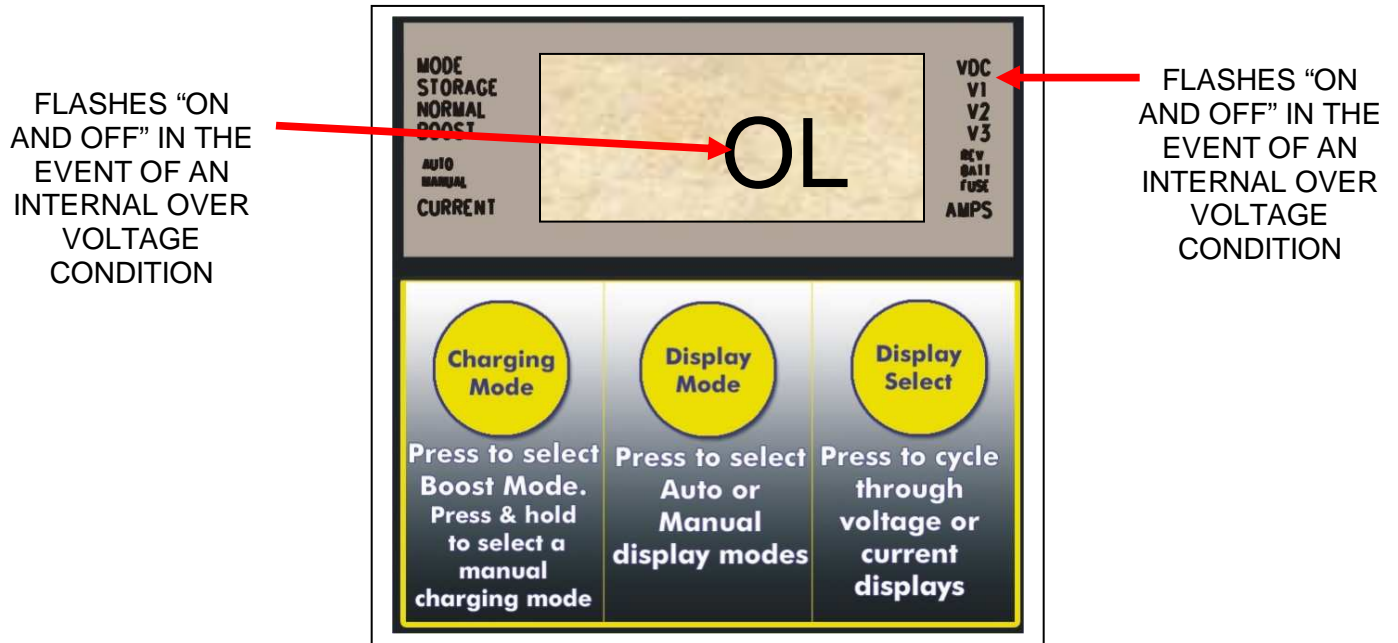 FLASHES “ON
AND OFF” IN THE
EVENT OF AN
INTERNAL OVER
VOLTAGE
CONDITION
MODE
STORAGE
NORMAL
BOOST
AUTO
MANUAL
CURRENT
OL
VDC
V1
V2
V3
REV
BATT
FUSE
AMPS
FLASHES “ON
AND OFF” IN THE
EVENT OF AN
INTERNAL OVER
VOLTAGE
CONDITION
Charging
Mode
Press to select
Boost Mode.
Press & hold
to select a
manual
charging mode
Display
Mode
Press to select
Auto or
Manual
display modes
Display
Select
Press to cycle
through
voltage or
current
displays